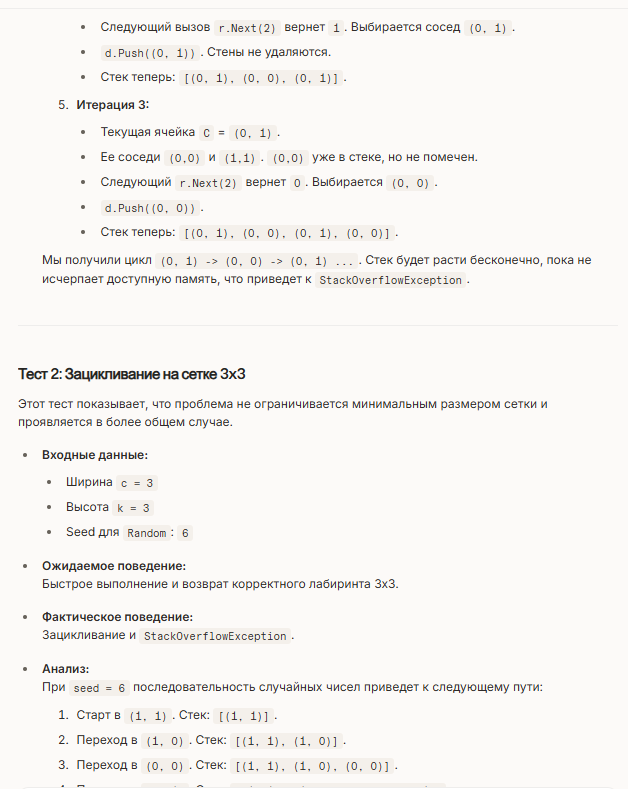 • Следующий вызов r.Next(2) вернет 1. Выбирается сосед (0, 1).
• d.Push((0, 1)). Стены не удаляются.
• Стек теперь: [(0, 1), (0, 0), (0, 1)].
5. Итерация 3:
• Текущая ячейка C = (0, 1).
• Ее соседи (0,0) и (1,1). (0,0) уже в стеке, но не помечен.
• Следующий r.Next(2) вернет 0. Выбирается (0, 0).
• d.Push((0, 0)).
• Стек теперь: [(0, 1), (0, 0), (0, 1), (0, 0)].
Мы получили цикл (0, 1) -> (0, 0) -> (0, 1) ... . Стек будет расти бесконечно, пока не
исчерпает доступную память, что приведет к StackOverflowException.
Тест 2: Зацикливание на сетке 3x3
Этот тест показывает, что проблема не ограничивается минимальным размером сетки и
проявляется в более общем случае.
• Входные данные:
• Ширина c = 3
• Высота k = 3
• Seed для Random: 6
• Ожидаемое поведение:
Быстрое выполнение и возврат корректного лабиринта 3x3.
• Фактическое поведение:
Зацикливание и StackOverflowException.
• Анализ:
При seed = 6 последовательность случайных чисел приведет к следующему пути:
1. Старт в (1, 1). Стек: [(1, 1)].
2. Переход в (1, 0). Стек: [(1, 1), (1, 0)].
3. Переход в (0, 0). Стек: [(1, 1), (1, 0), (0, 0)].